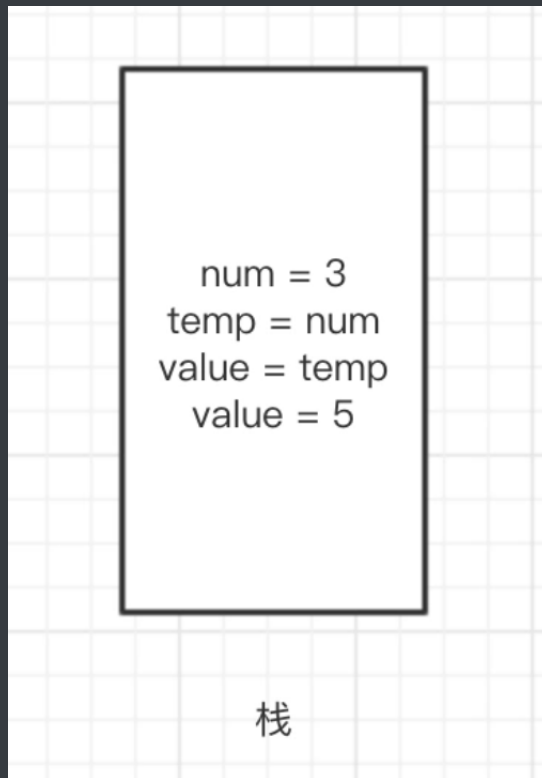 num = 3
temp = num
value = temp
value = 5
栈